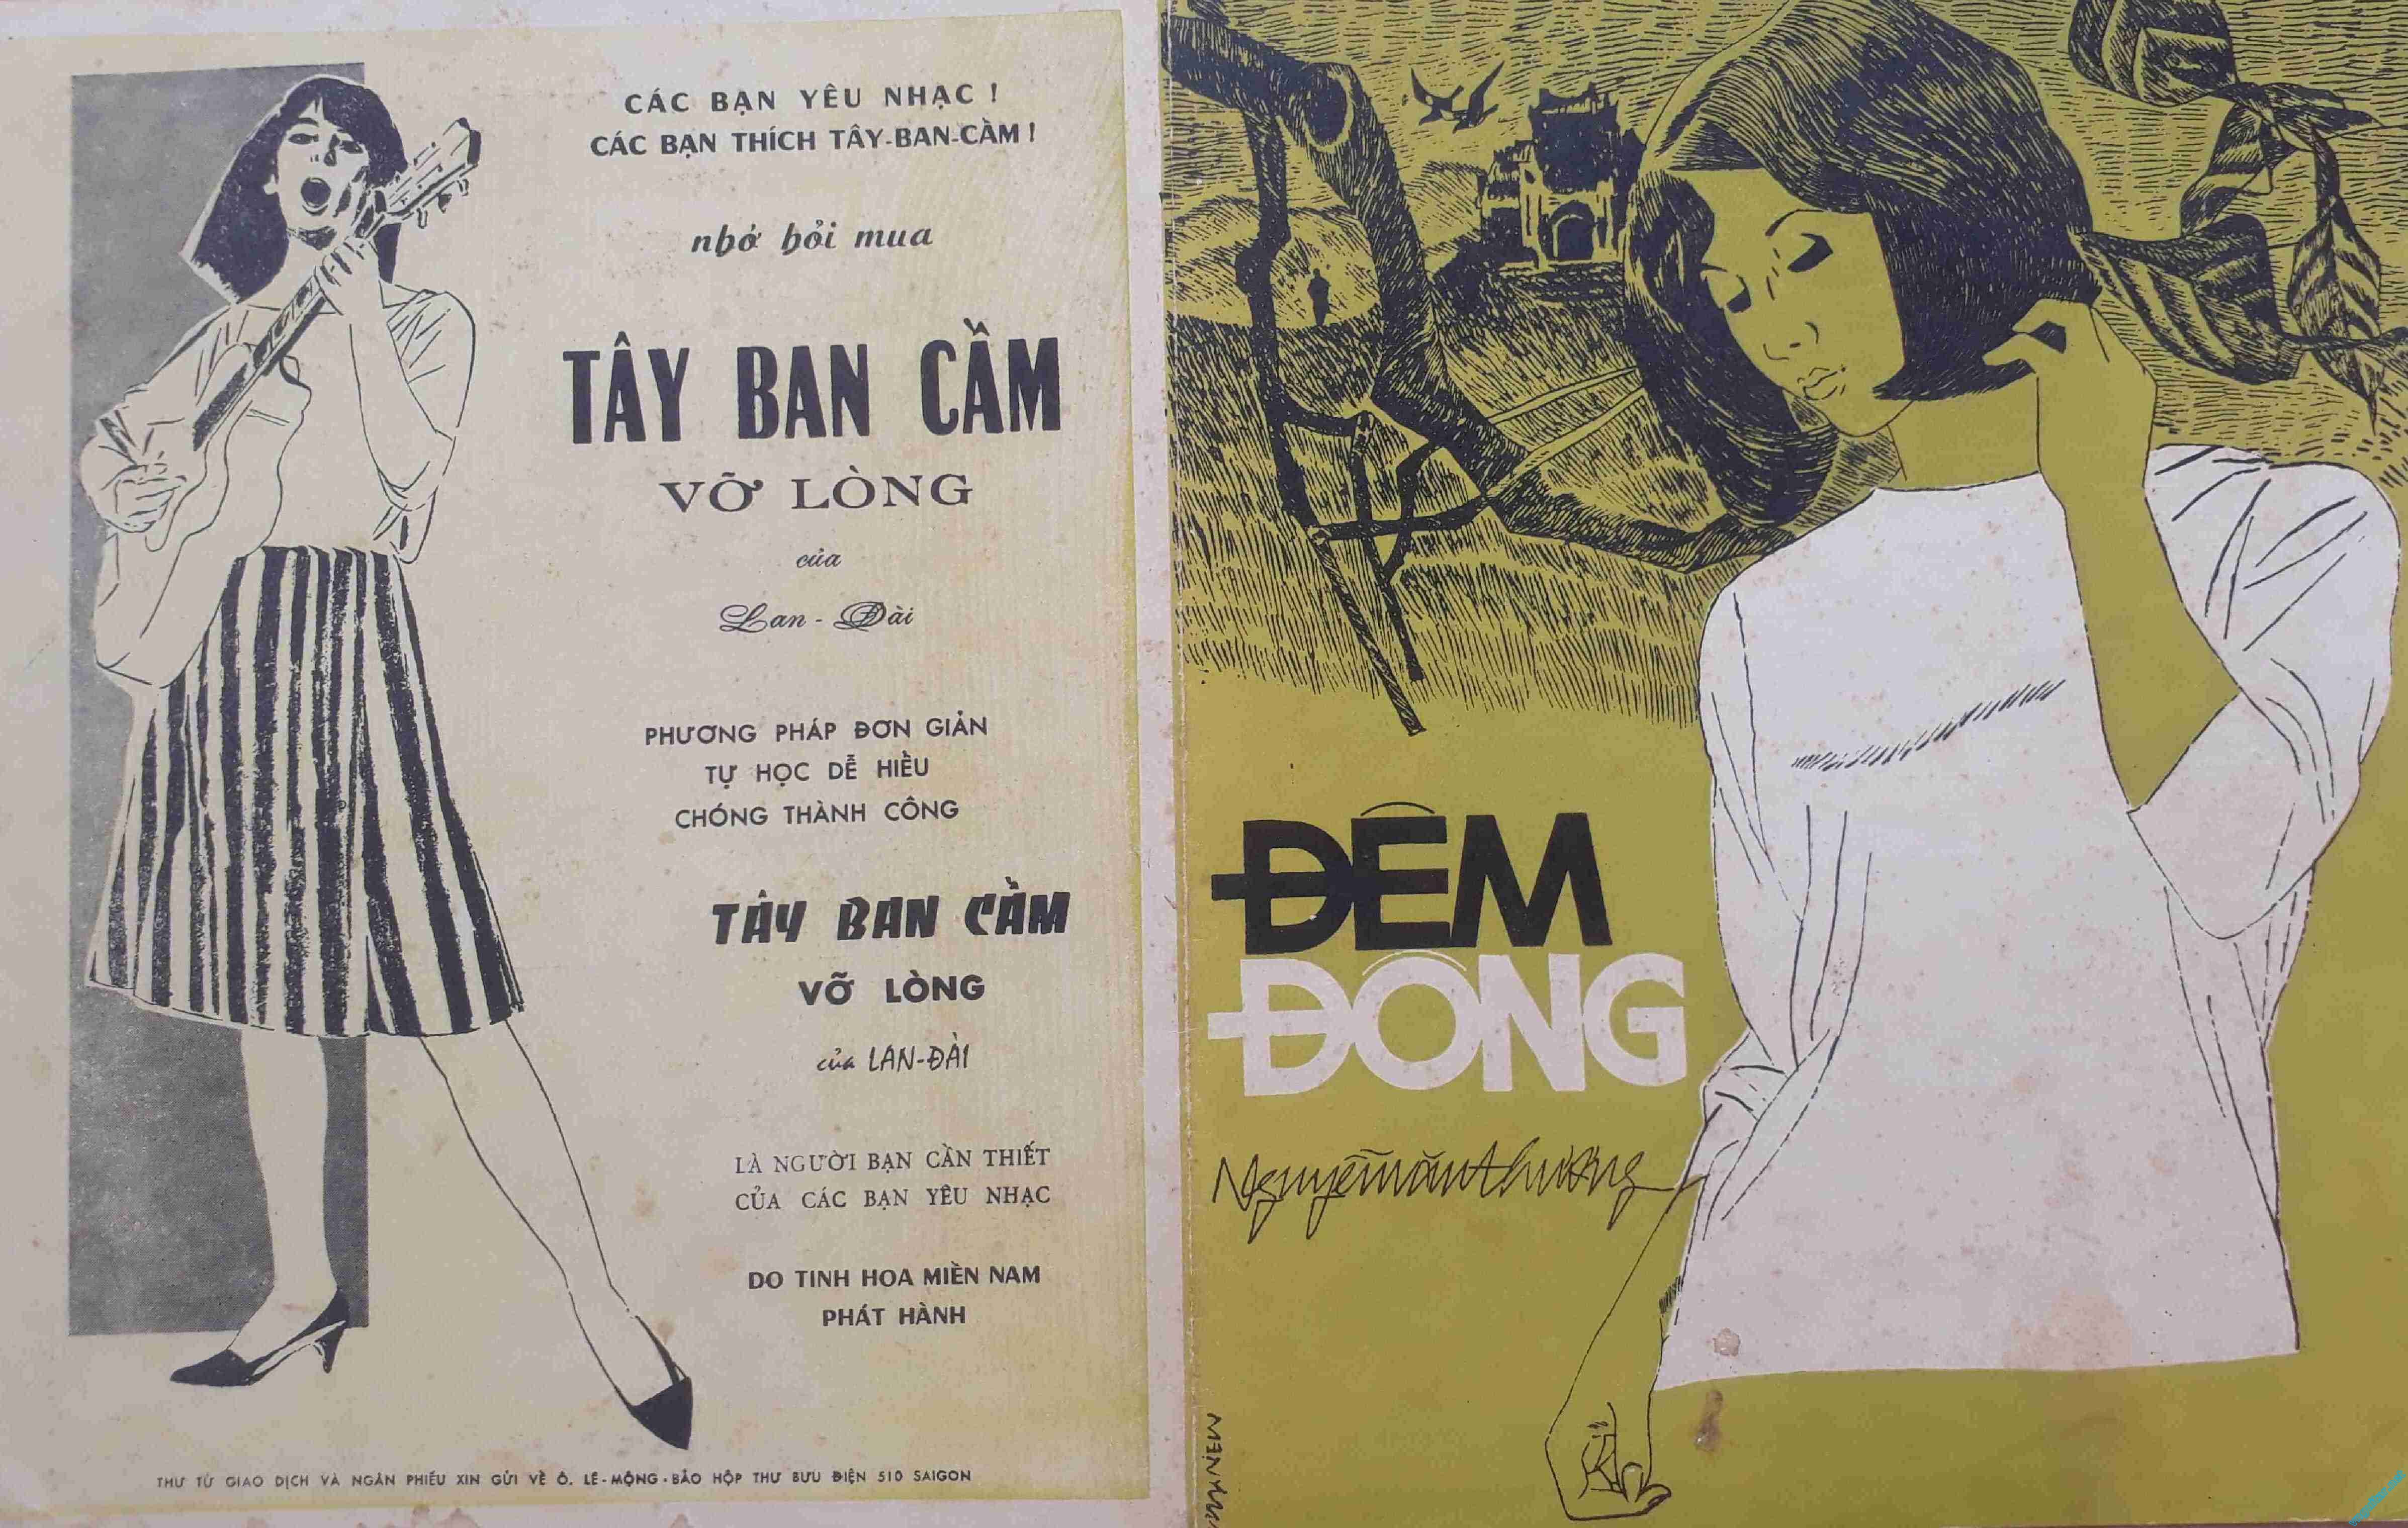 CÁC BẠN YÊU NHẠC !
CÁC BẠN THÍCH TÂY-BAN-CẦM !
nhớ hỏi mua
TÂY BAN CẦM
VỠ LÒNG
của
Lan - Đài
PHƯƠNG PHÁP ĐƠN GIẢN
TỰ HỌC DỄ HIỂU
CHÓNG THÀNH CÔNG
TÂY BAN CẦM
VỠ LÒNG
của LAN-ĐÀI
LÀ NGƯỜI BẠN CẦN THIẾT
CỦA CÁC BẠN YÊU NHẠC
DO TINH HOA MIỀN NAM
PHÁT HÀNH
THƯ TỪ GIAO DỊCH VÀ NGÂN PHIẾU XIN GỬI VỀ Ô. LÊ-MỘNG-BẢO HỘP THƯ BƯU ĐIỆN 510 SAIGON
ĐÊM
ĐÔNG
Nguyễn văn thương